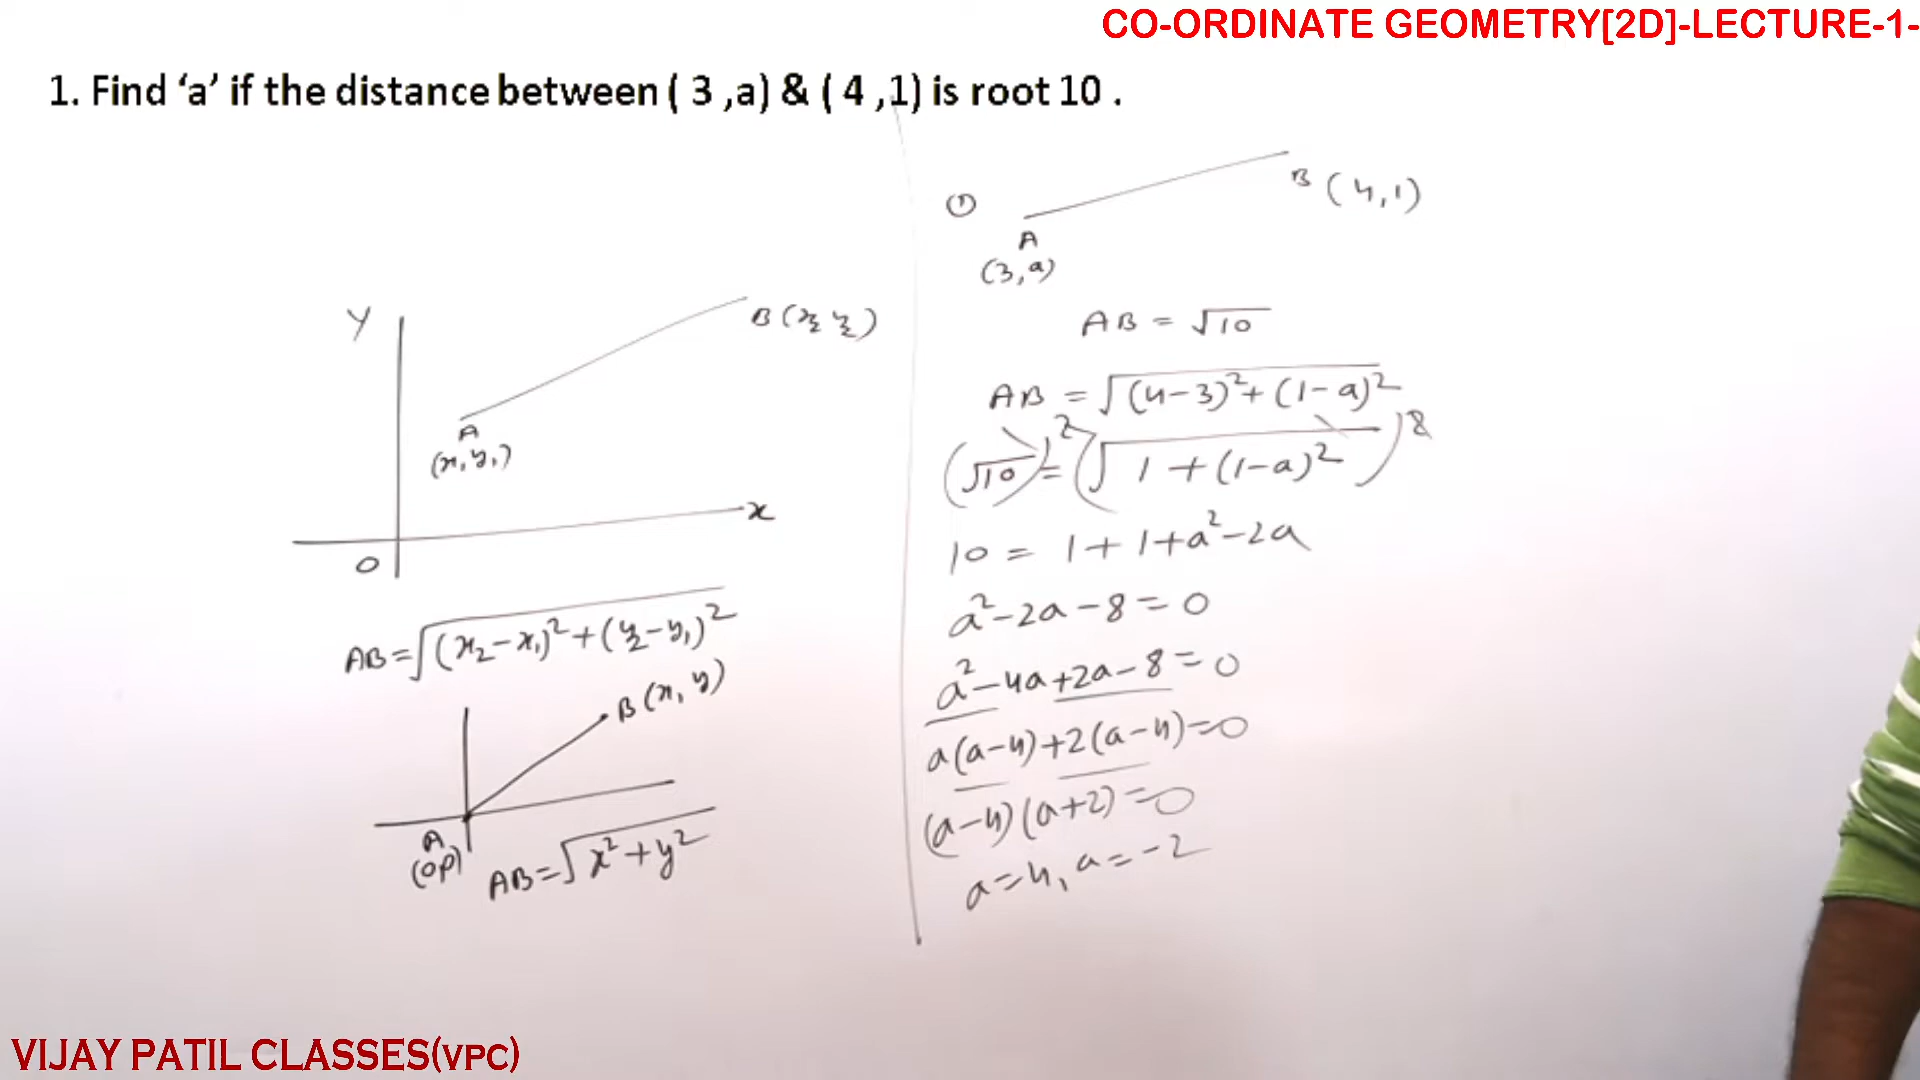 CO-ORDINATE GEOMETRY[2D]-LECTURE-1-
1. Find ‘a’ if the distance between ( 3 ,a) & ( 4 ,1) is root 10 .
Y
B (x₂ y₂)
A
(x₁ y₁)
x
O
AB = √(x₂ - x₁)² + (y₂ - y₁)²
B (x, y)
A
AB = √x² + y²
①
B (4,1)
A
(3,a)
AB = √10
AB = √(4-3)² + (1-a)²
(√10)² = (√1 + (1-a)²)²
10 = 1 + 1 + a² - 2a
a² - 2a - 8 = 0
a² - 4a + 2a - 8 = 0
a(a-4) + 2(a-4) = 0
(a-4) (a+2) = 0
a = 4, a = -2
VIJAY PATIL CLASSES(VPC)